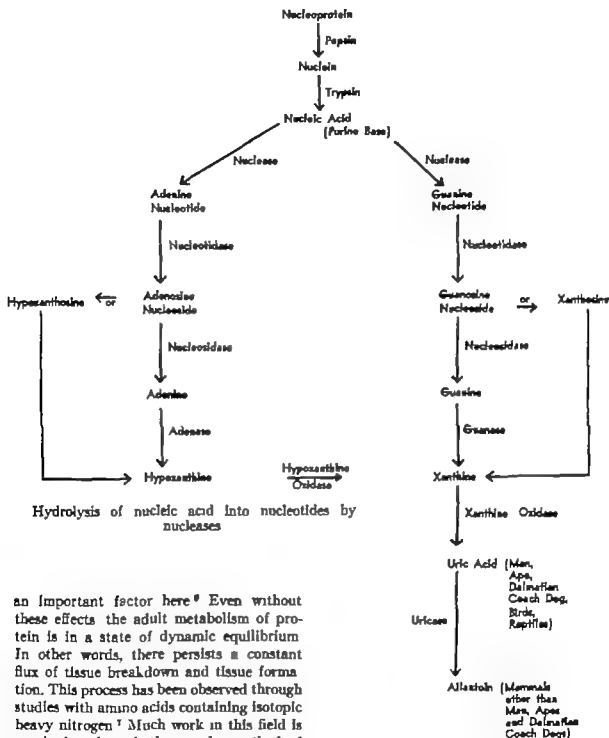 Nucleoprotein
Pepsin
Nuclein
Trypsin
Nucleic Acid
(Purine Base)
Nuclease
Nuclease
Adenine
Nucleotide
Guanine
Nucleotide
Nucleotidase
Nucleotidase
Hypoxanthosine
or
Adenosine
Nucleoside
Guanosine
Nucleoside
or
Xanthosine
Nucleosidase
Nucleosidase
Adenine
Guanine
Adenase
Guanase
Hypoxanthine
Hypoxanthine
Oxidase
Xanthine
Hydrolysis of nucleic acid into nucleotides by
nucleases
Xanthine Oxidase
Uric Acid (Man,
Ape,
Dalmatian
Coach Dog,
Birds,
Reptiles)
Uricase
Allantoin (Mammals
other than
Man, Apes
and Dalmatian
Coach Dogs)
an important factor here Even without
these effects the adult metabolism of pro-
tein is in a state of dynamic equilibrium
In other words, there persists a constant
flux of tissue breakdown and tissue forma
tion. This process has been observed through
studies with amino acids containing isotopic
heavy nitrogen 7 Much work in this field is